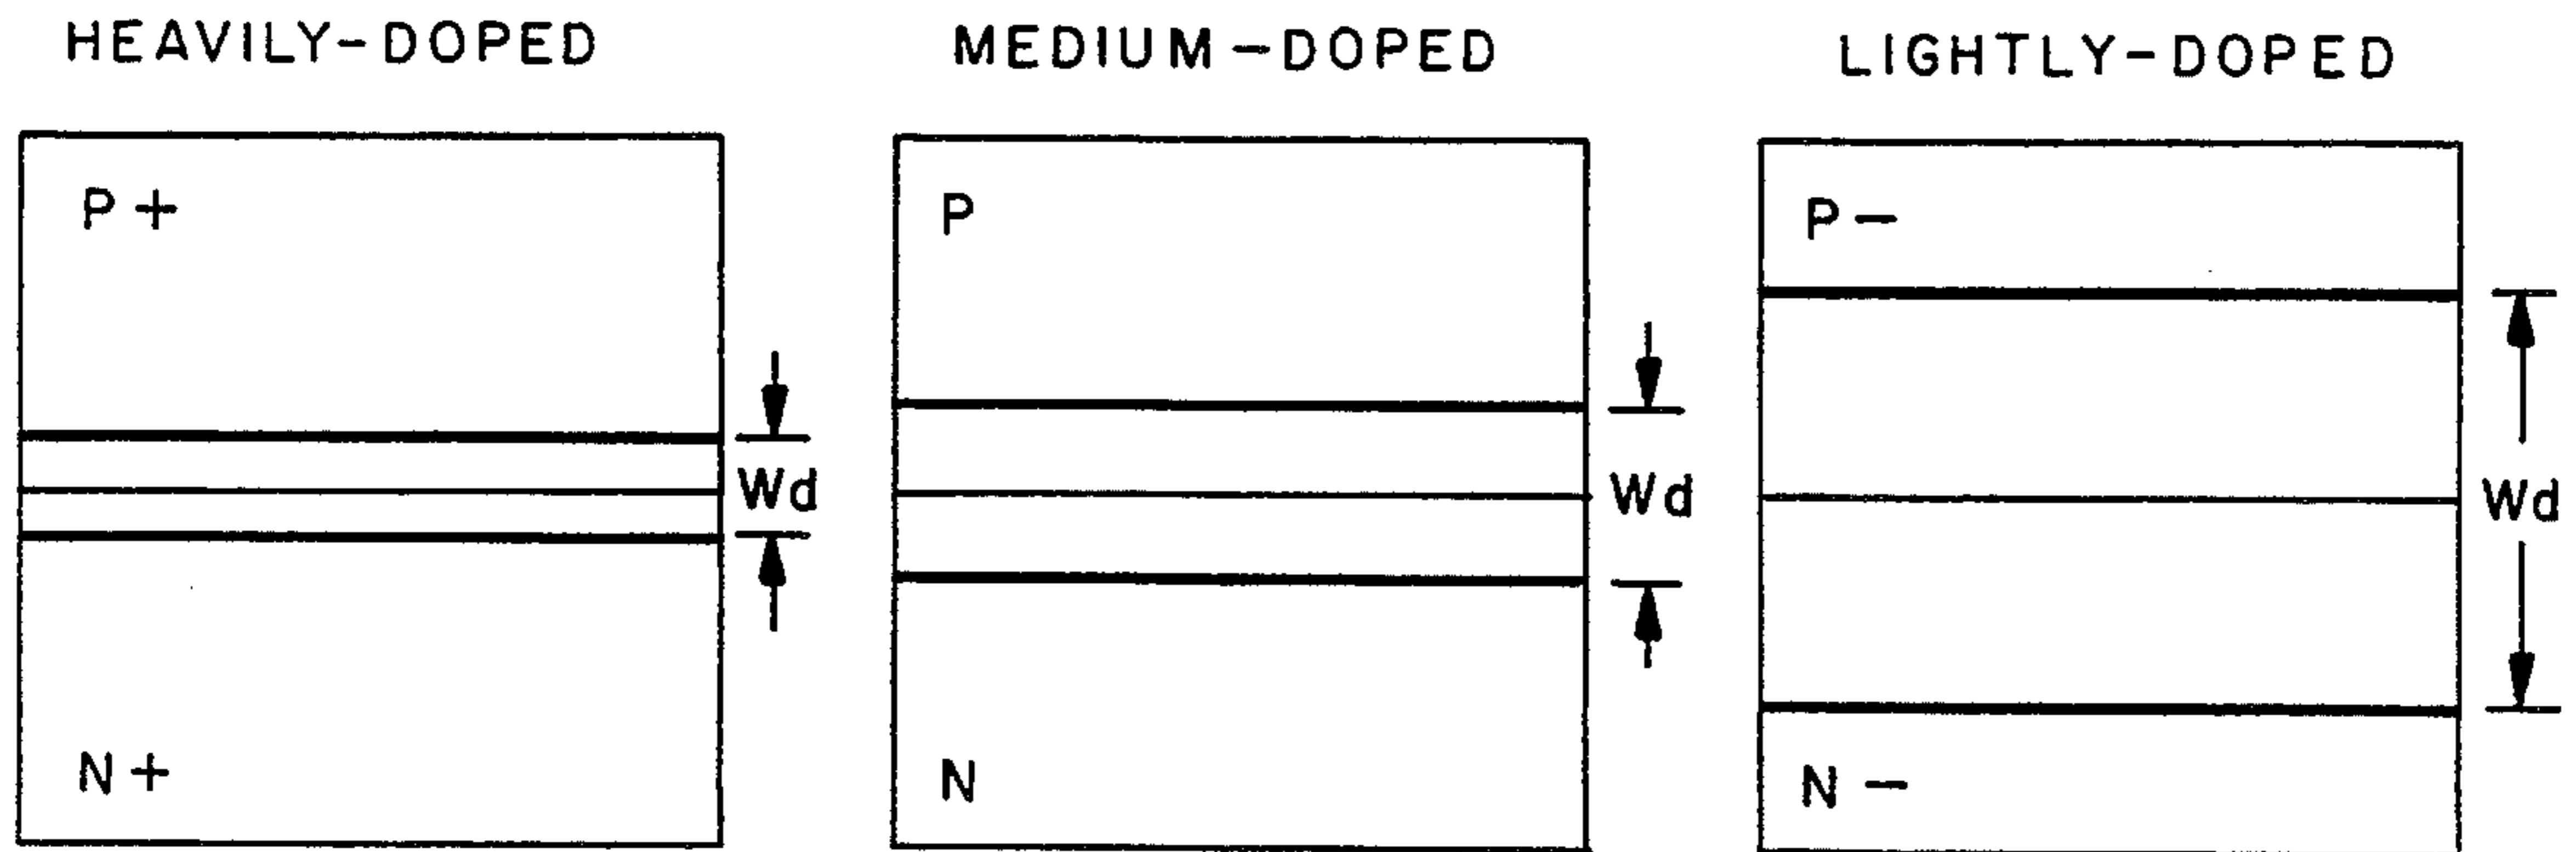 HEAVILY-DOPED
MEDIUM-DOPED
LIGHTLY-DOPED
P+
P
P-
Wd
Wd
Wd
N+
N
N-